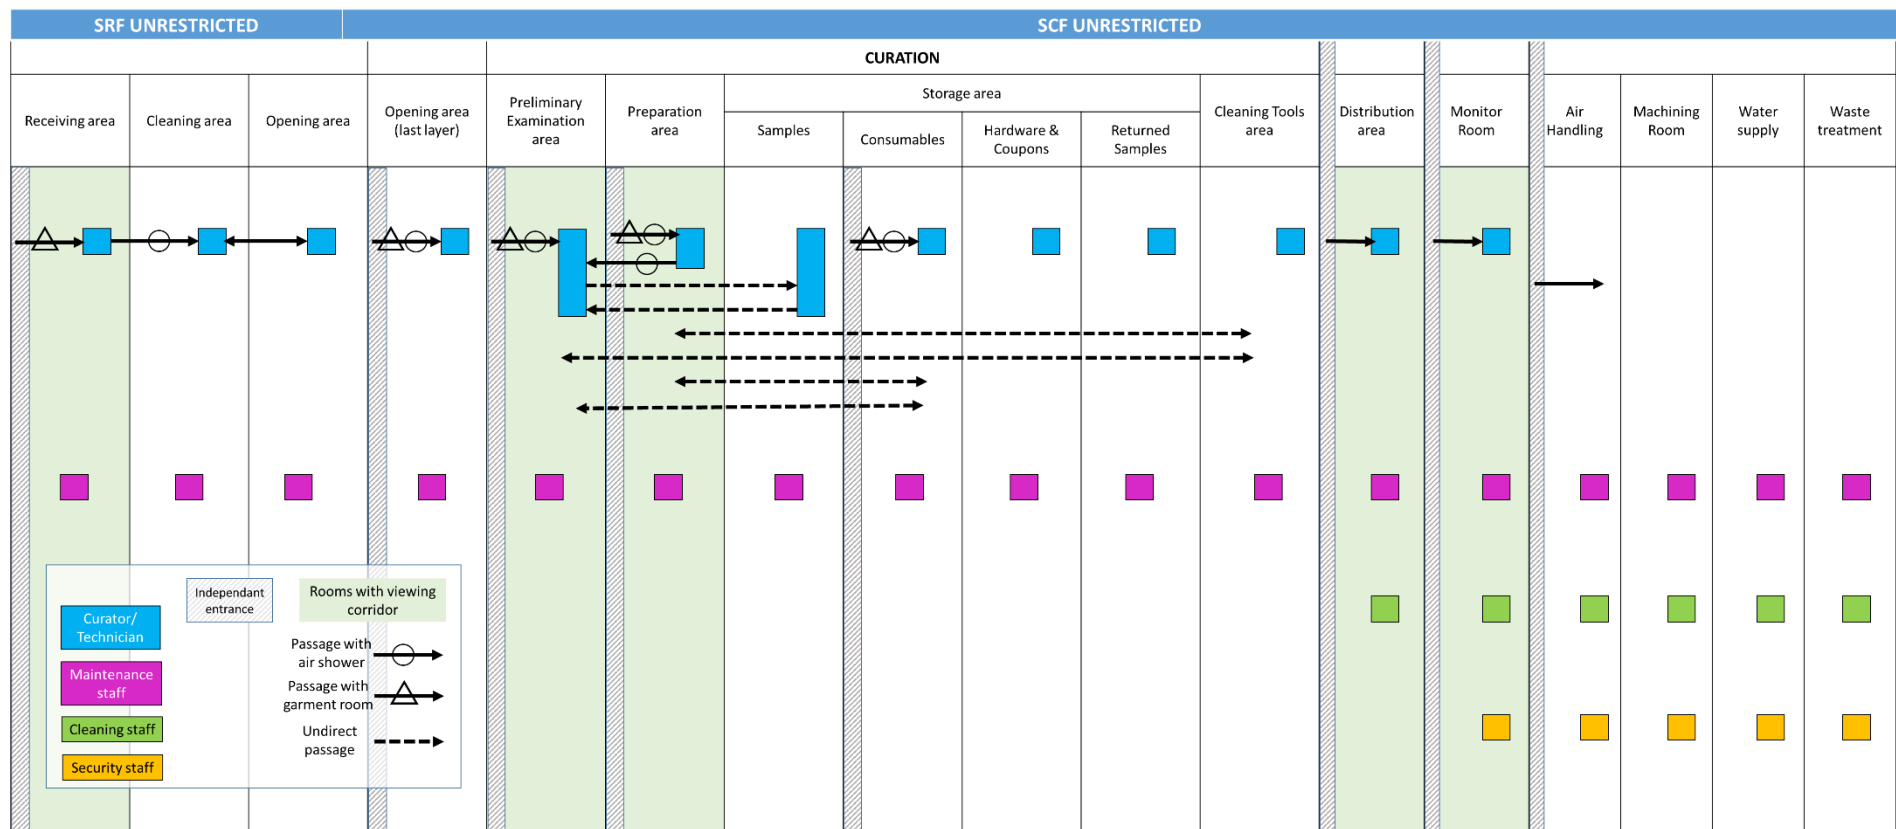 SRF UNRESTRICTED
SCF UNRESTRICTED
CURATION
Receiving area
Cleaning area
Opening area
Opening area
(last layer)
Preliminary
Examination
area
Preparation
area
Storage area
Samples
Consumables
Hardware &
Coupons
Returned
Samples
Cleaning Tools
area
Distribution
area
Monitor
Room
Air
Handling
Machining
Room
Water
supply
Waste
treatment
Independant
entrance
Rooms with viewing
corridor
Curator/
Technician
Maintenance
staff
Cleaning staff
Security staff
Passage with
air shower
Passage with
garment room
Undirect
passage